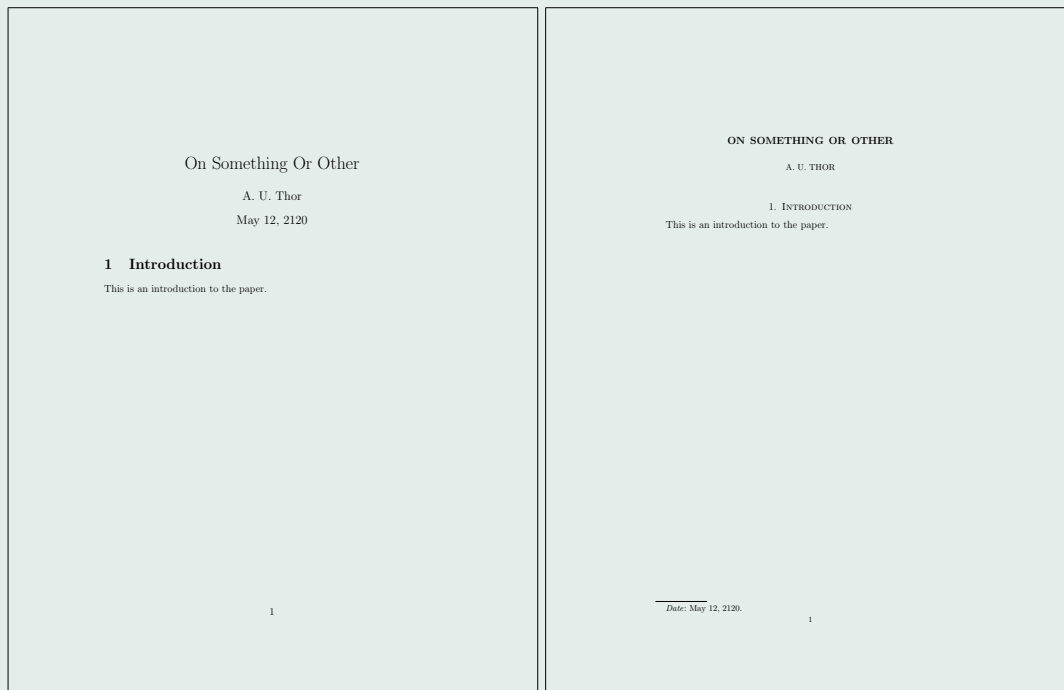 On Something Or Other
A. U. Thor
May 12, 2120
1 Introduction
This is an introduction to the paper.
1
ON SOMETHING OR OTHER
A. U. THOR
1. Introduction
This is an introduction to the paper.
Date: May 12, 2120.
1